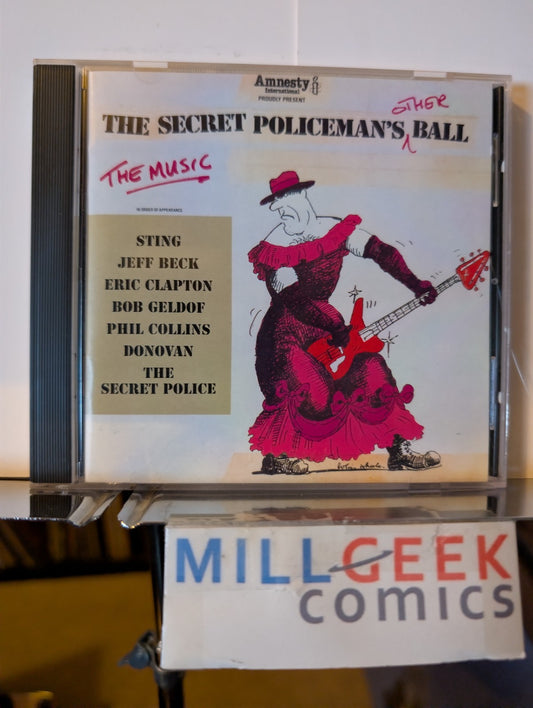 Amnesty
International
PROUDLY PRESENT
THE SECRET POLICEMAN'S OTHER BALL
THE MUSIC
IN ORDER OF APPEARANCE
STING
JEFF BECK
ERIC CLAPTON
BOB GELDOF
PHIL COLLINS
DONOVAN
THE
SECRET POLICE
MILLGEEK
comics